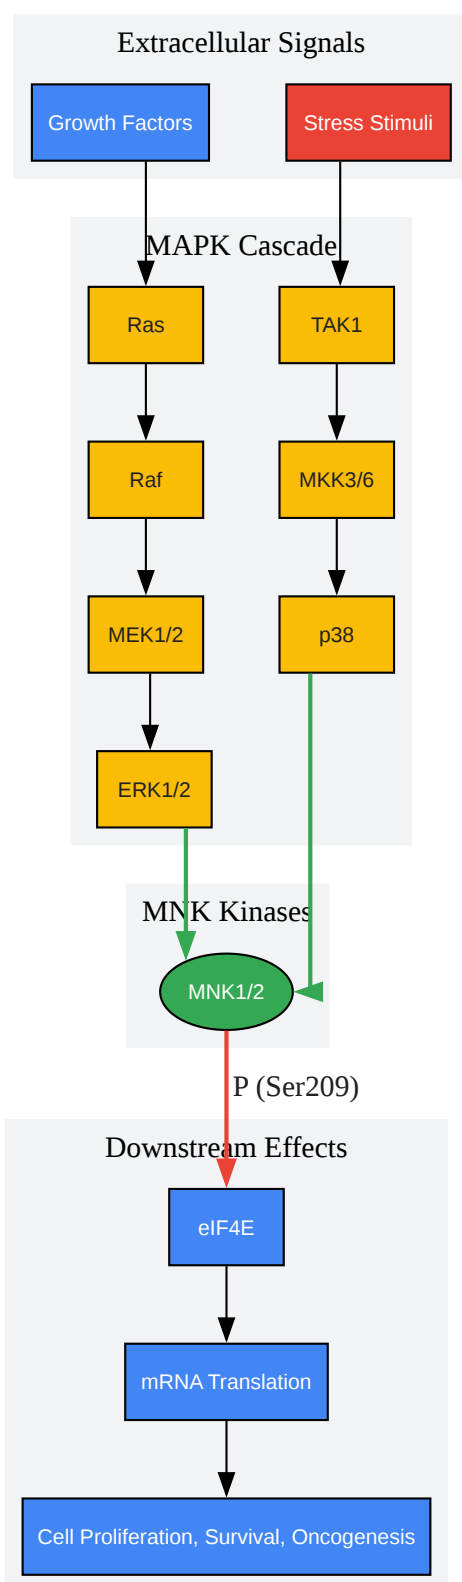 Extracellular Signals
Growth Factors
Stress Stimuli
MAPK Cascade
Ras
TAK1
Raf
MKK3/6
MEK1/2
p38
ERK1/2
MNK Kinases
MNK1/2
P (Ser209)
Downstream Effects
eIF4E
mRNA Translation
Cell Proliferation, Survival, Oncogenesis